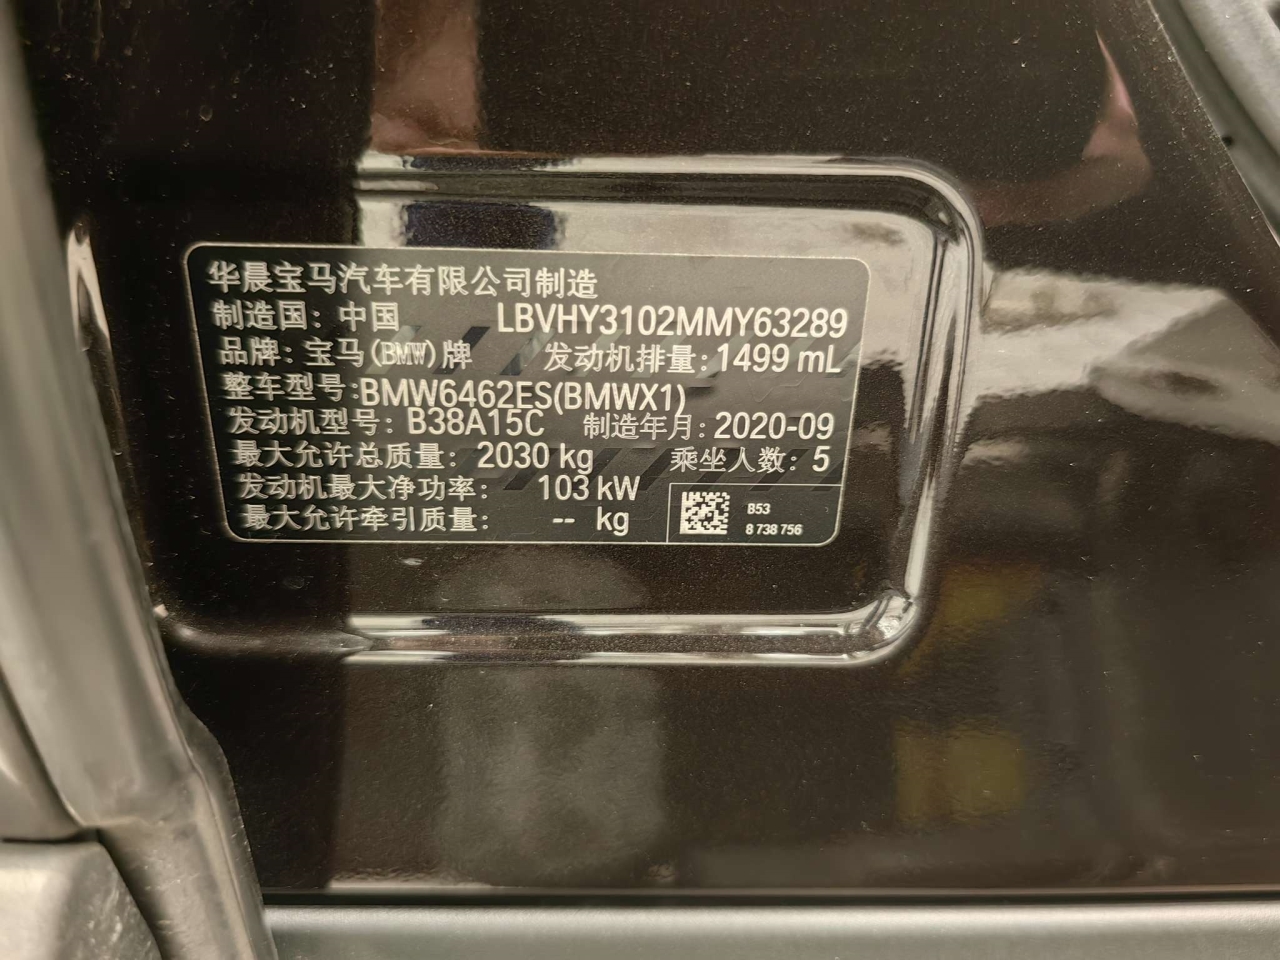 华晨宝马汽车有限公司制造
制造国：中国 LBVHY3102MMY63289
品牌：宝马(BMW)牌 发动机排量：1499 mL
整车型号：BMW6462ES(BMWX1)
发动机型号：B38A15C 制造年月：2020-09
最大允许总质量：2030 kg 乘坐人数：5
发动机最大净功率：103 kW
最大允许牵引质量：-- kg
B53
8 738 756